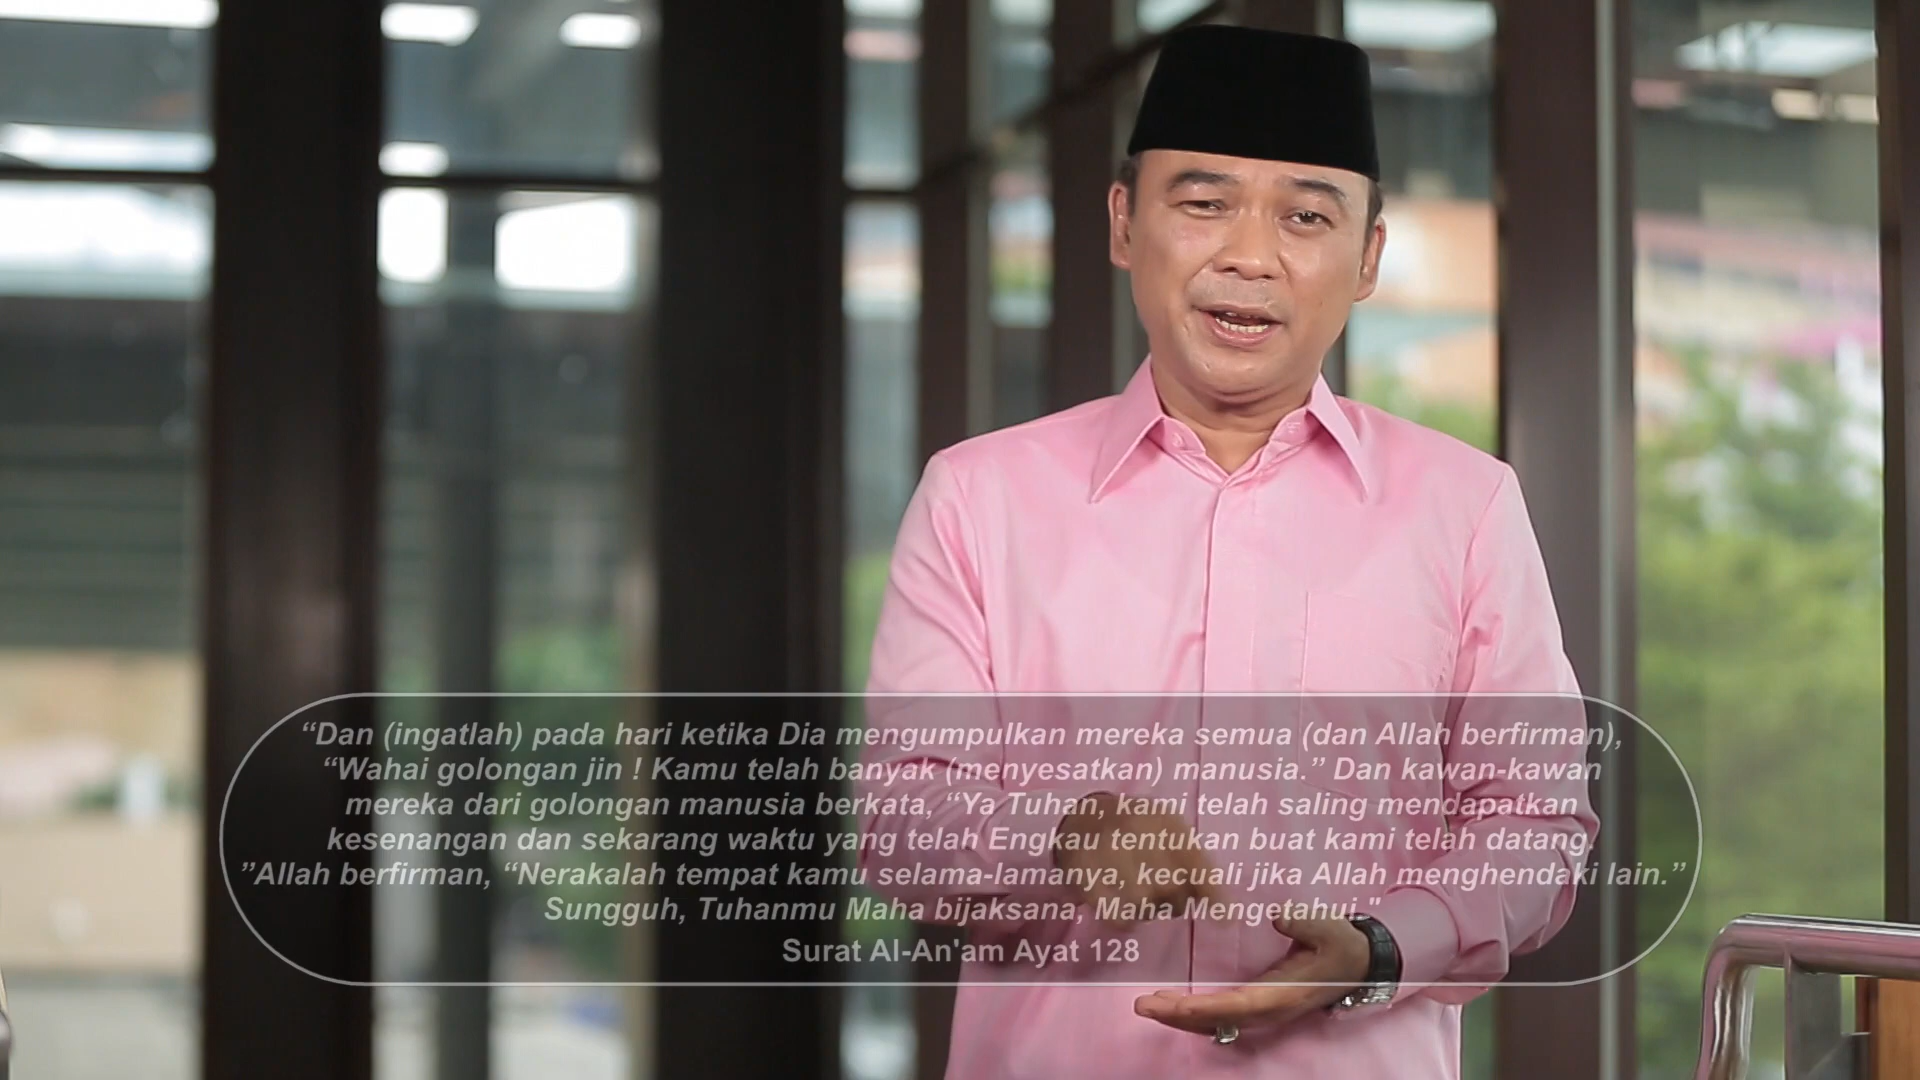 “Dan (ingatlah) pada hari ketika Dia mengumpulkan mereka semua (dan Allah berfirman),
“Wahai golongan jin ! Kamu telah banyak (menyesatkan) manusia.” Dan kawan-kawan
mereka dari golongan manusia berkata, “Ya Tuhan, kami telah saling mendapatkan
kesenangan dan sekarang waktu yang telah Engkau tentukan buat kami telah datang.
”Allah berfirman, “Nerakalah tempat kamu selama-lamanya, kecuali jika Allah menghendaki lain.”
Sungguh, Tuhanmu Maha bijaksana, Maha Mengetahui."
Surat Al-An'am Ayat 128